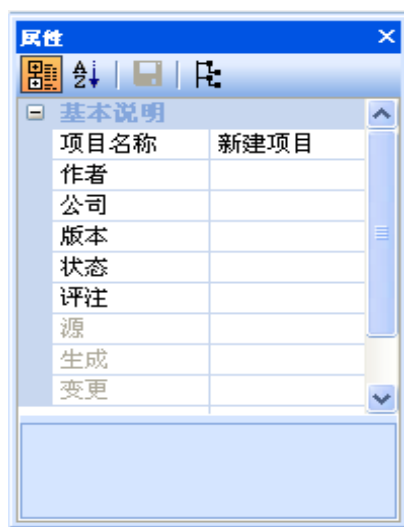 属性
基本说明
项目名称 新建项目
作者
公司
版本
状态
评注
源
生成
变更